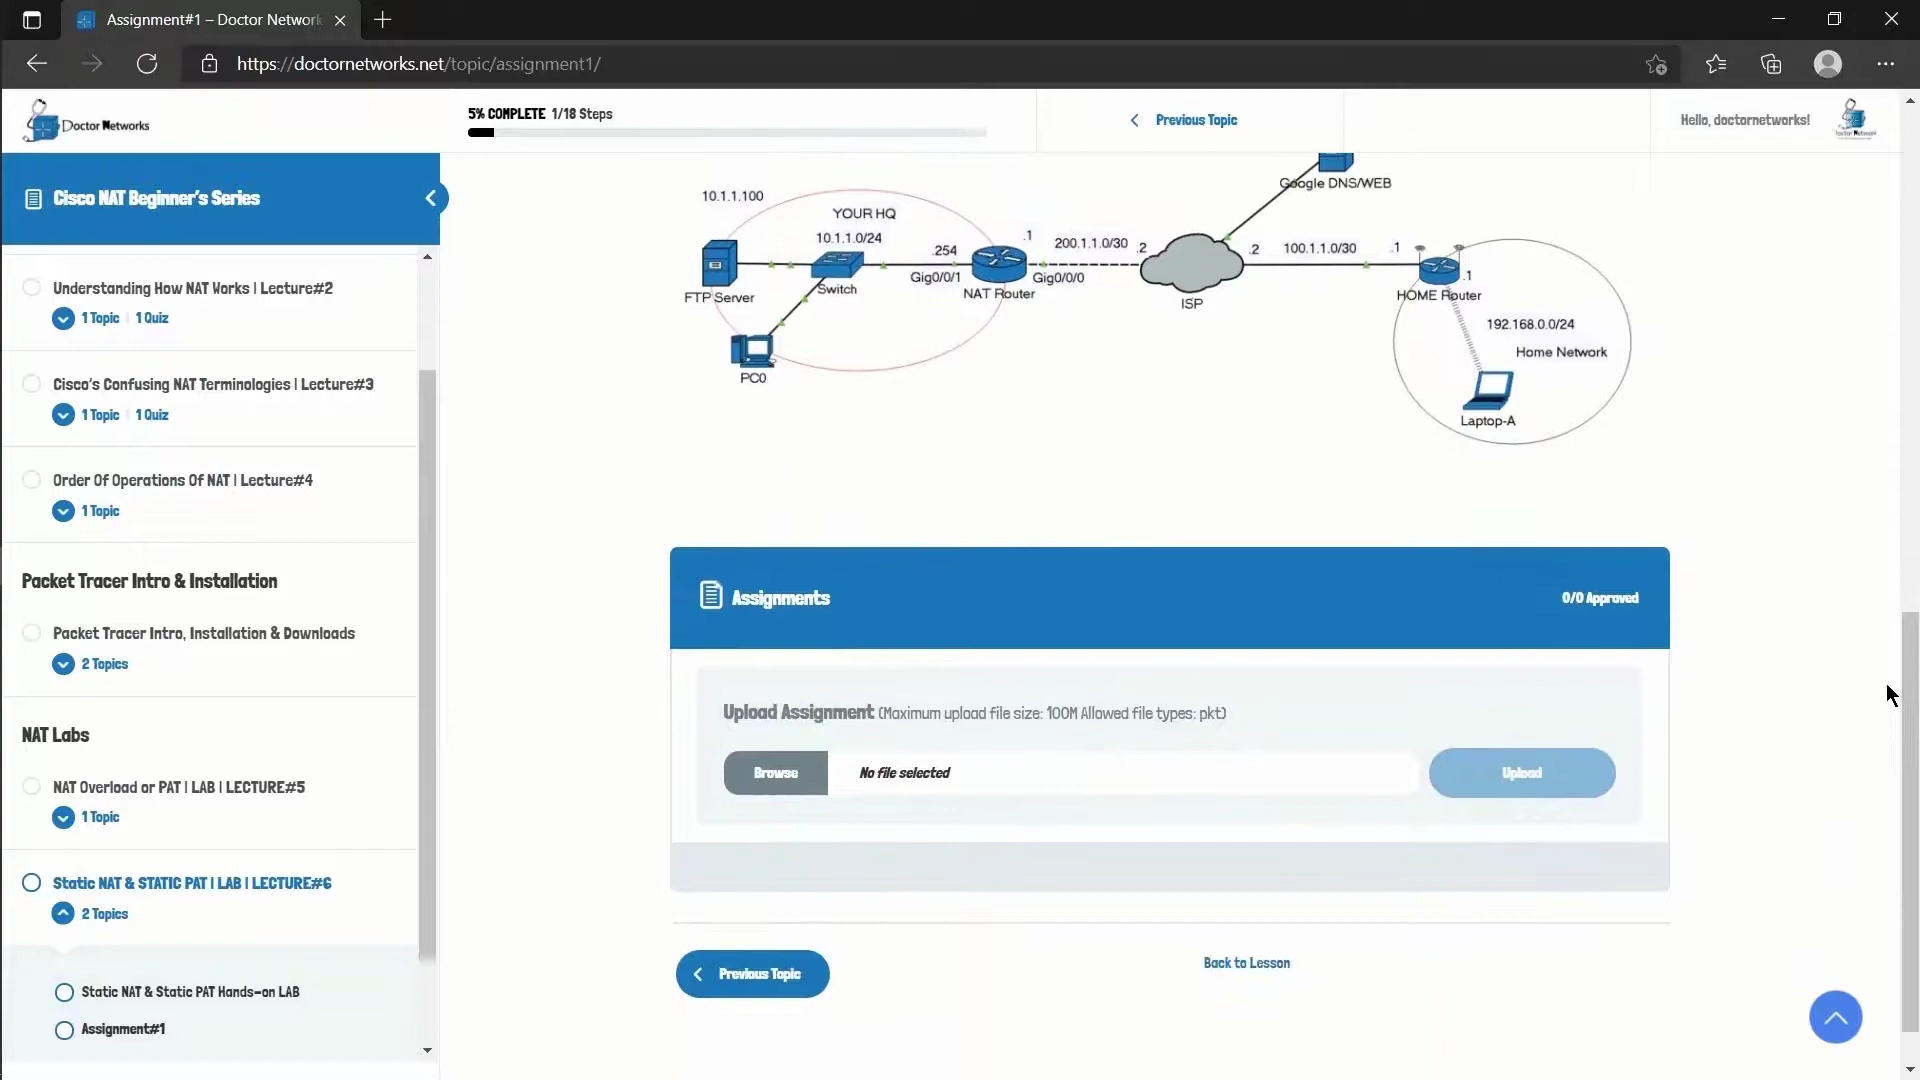 Assignment#1 – Doctor Network
https://doctornetworks.net/topic/assignment1/
Doctor Networks
5% COMPLETE 1/18 Steps
Previous Topic
Hello, doctornetworks!
Cisco NAT Beginner's Series
Understanding How NAT Works | Lecture#2
1 Topic | 1 Quiz
Cisco's Confusing NAT Terminologies | Lecture#3
1 Topic | 1 Quiz
Order Of Operations Of NAT | Lecture#4
1 Topic
Packet Tracer Intro & Installation
Packet Tracer Intro, Installation & Downloads
2 Topics
NAT Labs
NAT Overload or PAT | LAB | LECTURE#5
1 Topic
Static NAT & STATIC PAT | LAB | LECTURE#6
2 Topics
Static NAT & Static PAT Hands-on LAB
Assignment#1
Google DNS/WEB
10.1.1.100
YOUR HQ
10.1.1.0/24
.254
.1
200.1.1.0/30
.2
.2
100.1.1.0/30
.1
.1
Gig0/0/1
Gig0/0/0
FTP Server
Switch
NAT Router
ISP
HOME Router
192.168.0.0/24
Home Network
PC0
Laptop-A
Assignments
0/0 Approved
Upload Assignment (Maximum upload file size: 100M Allowed file types: pkt)
Browse
No file selected
Upload
Previous Topic
Back to Lesson